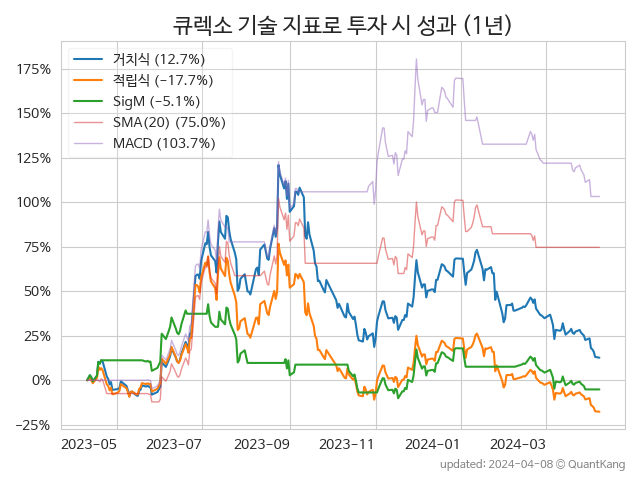 큐렉소 기술 지표로 투자 시 성과 (1년)
거치식 (12.7%)
적립식 (−17.7%)
SigM (−5.1%)
SMA(20) (75.0%)
MACD (103.7%)
175%
150%
125%
100%
75%
50%
25%
0%
−25%
2023-05 2023-07 2023-09 2023-11 2024-01 2024-03
updated: 2024-04-08 ⓒ QuantKang